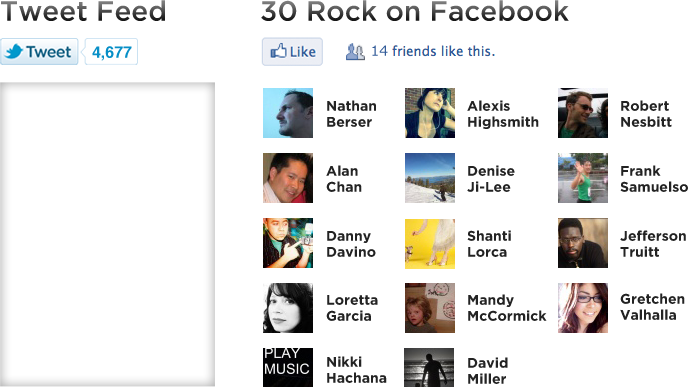 Tweet Feed
Tweet 4,677
30 Rock on Facebook
Like 14 friends like this.
Nathan
Berser
Alexis
Highsmith
Robert
Nesbitt
Alan
Chan
Denise
Ji-Lee
Frank
Samuelso
Danny
Davino
Shanti
Lorca
Jefferson
Truitt
Loretta
Garcia
Mandy
McCormick
Gretchen
Valhalla
PLAY
MUSIC
Nikki
Hachana
David
Miller